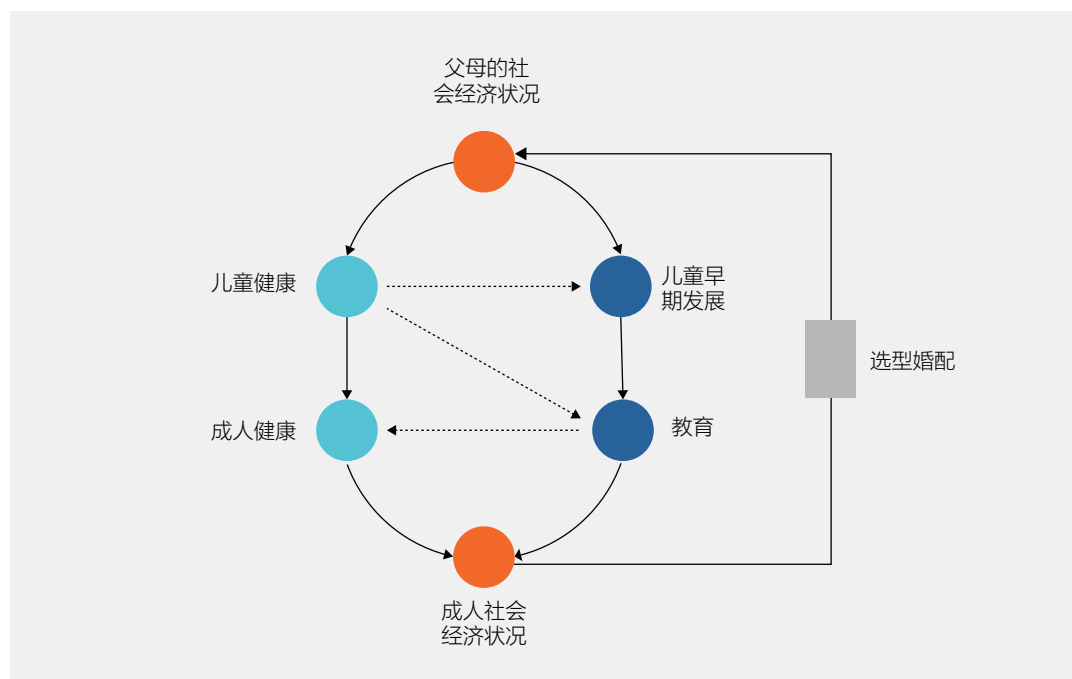 父母的社
会经济状况
儿童健康
儿童早
期发展
选型婚配
成人健康
教育
成人社会
经济状况